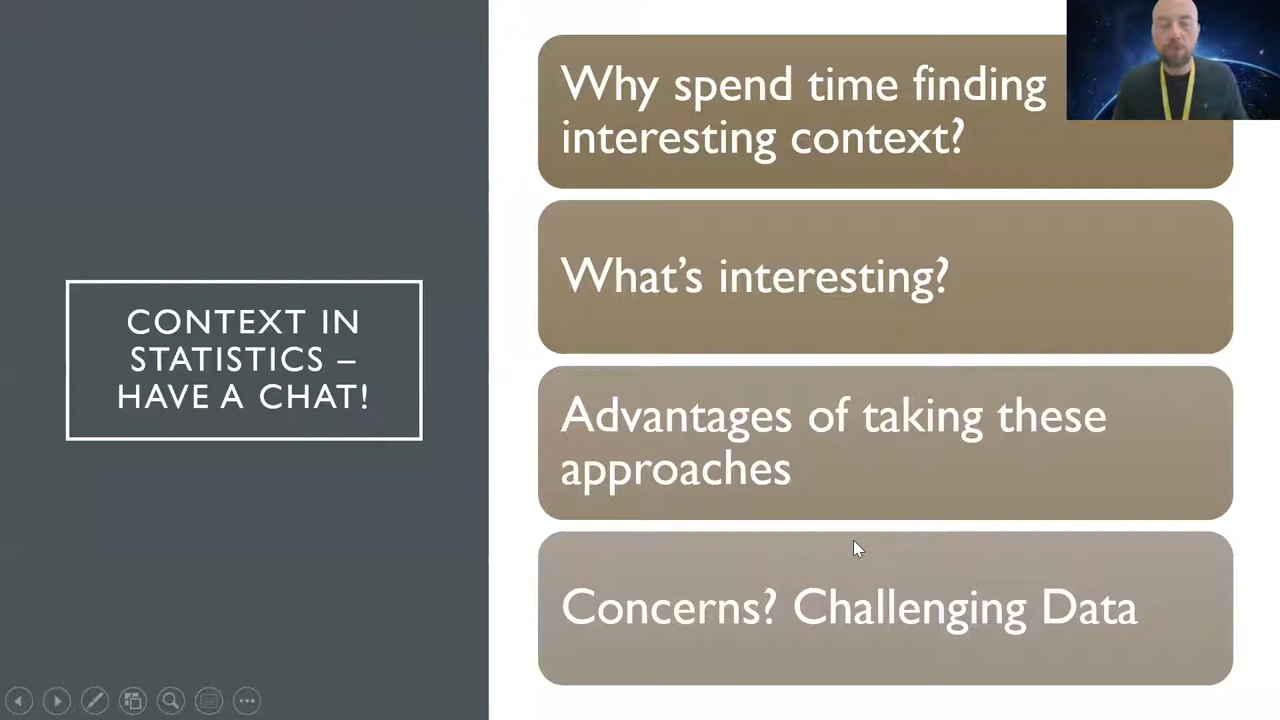 CONTEXT IN
STATISTICS –
HAVE A CHAT!
Why spend time finding
interesting context?
What's interesting?
Advantages of taking these
approaches
Concerns? Challenging Data